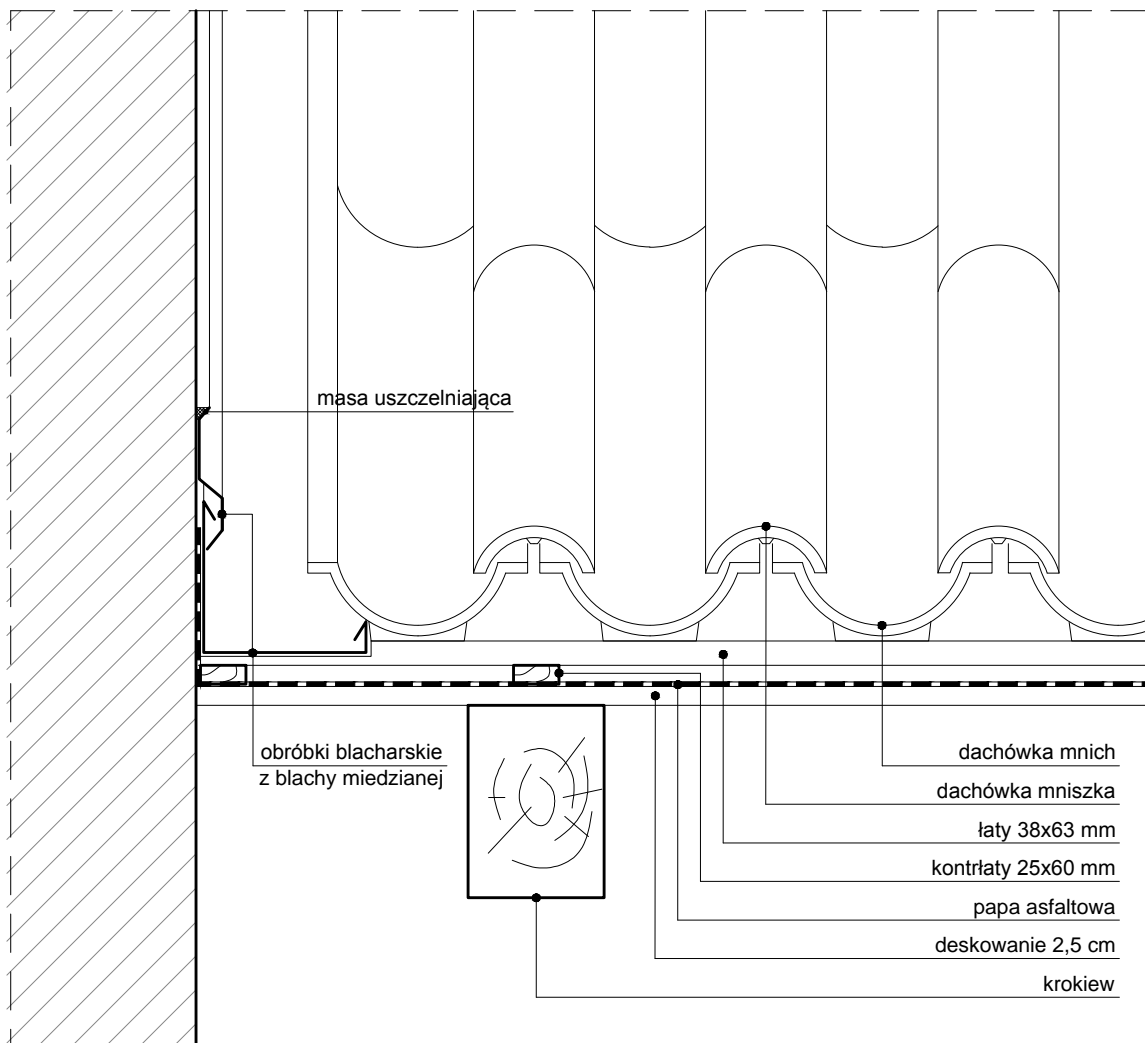 masa uszczelniająca
obróbki blacharskie
z blachy miedzianej
dachówka mnich
dachówka mniszka
łaty 38x63 mm
kontrłaty 25x60 mm
papa asfaltowa
deskowanie 2,5 cm
krokiew